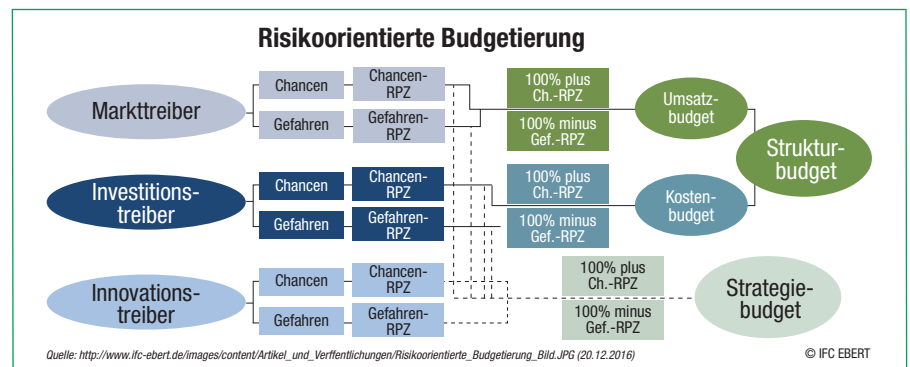 Risikoorientierte Budgetierung
Markttreiber
Chancen
Chancen-
RPZ
Gefahren
Gefahren-
RPZ
100% plus
Ch.-RPZ
100% minus
Gef.-RPZ
Umsatz-
budget
Investitions-
treiber
Chancen
Chancen-
RPZ
Gefahren
Gefahren-
RPZ
100% plus
Ch.-RPZ
100% minus
Gef.-RPZ
Kosten-
budget
Struktur-
budget
Innovations-
treiber
Chancen
Chancen-
RPZ
Gefahren
Gefahren-
RPZ
100% plus
Ch.-RPZ
100% minus
Gef.-RPZ
Strategie-
budget
Quelle: http://www.ifc-ebert.de/images/content/Artikel_und_Verffentlichungen/Risikoorientierte_Budgetierung_Bild.JPG (20.12.2016)
© IFC EBERT